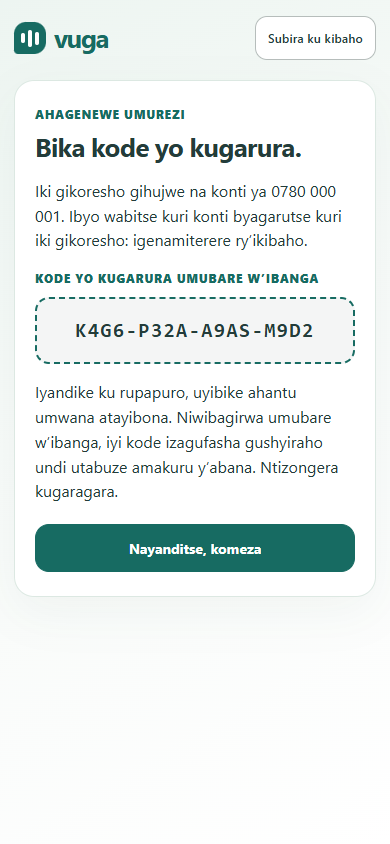 vuga
Subira ku kibaho
AHAGENEWE UMUREZI
Bika kode yo kugarura.
Iki gikoresho gihujwe na konti ya 0780 000
001. Ibyo wabitse kuri konti byagarutse kuri
iki gikoresho: igenamiterere ry’ikibaho.
KODE YO KUGARURA UMUBARE W’IBANGA
K4G6-P32A-A9AS-M9D2
Iyandike ku rupapuro, uyibike ahantu
umwana atayibona. Niwibagirwa umubare
w’ibanga, iyi kode izagufasha gushyiraho
undi utabuze amakuru y’abana. Ntizongera
kugaragara.
Nayanditse, komeza